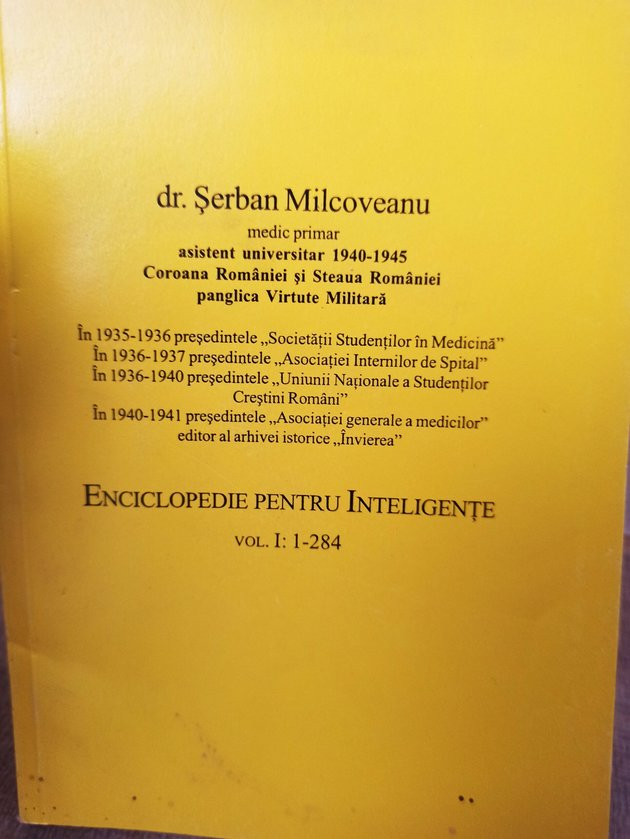 dr. Şerban Milcoveanu
medic primar
asistent universitar 1940-1945
Coroana României şi Steaua României
panglica Virtute Militară
În 1935-1936 preşedintele „Societăţii Studenţilor în Medicină”
În 1936-1937 preşedintele „Asociaţiei Internilor de Spital”
În 1936-1940 preşedintele „Uniunii Naţionale a Studenţilor
Creştini Români”
În 1940-1941 preşedintele „Asociaţiei generale a medicilor”
editor al arhivei istorice „Învierea”
ENCICLOPEDIE PENTRU INTELIGENŢE
VOL. I: 1-284